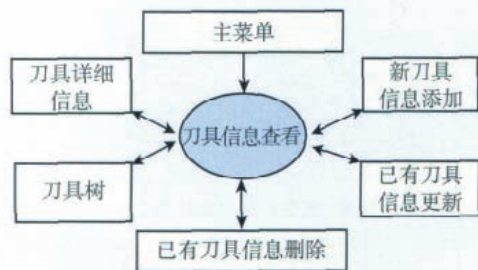 主菜单
刀具详细
信息
新刀具
信息添加
刀具信息查看
刀具树
已有刀具
信息更新
已有刀具信息删除